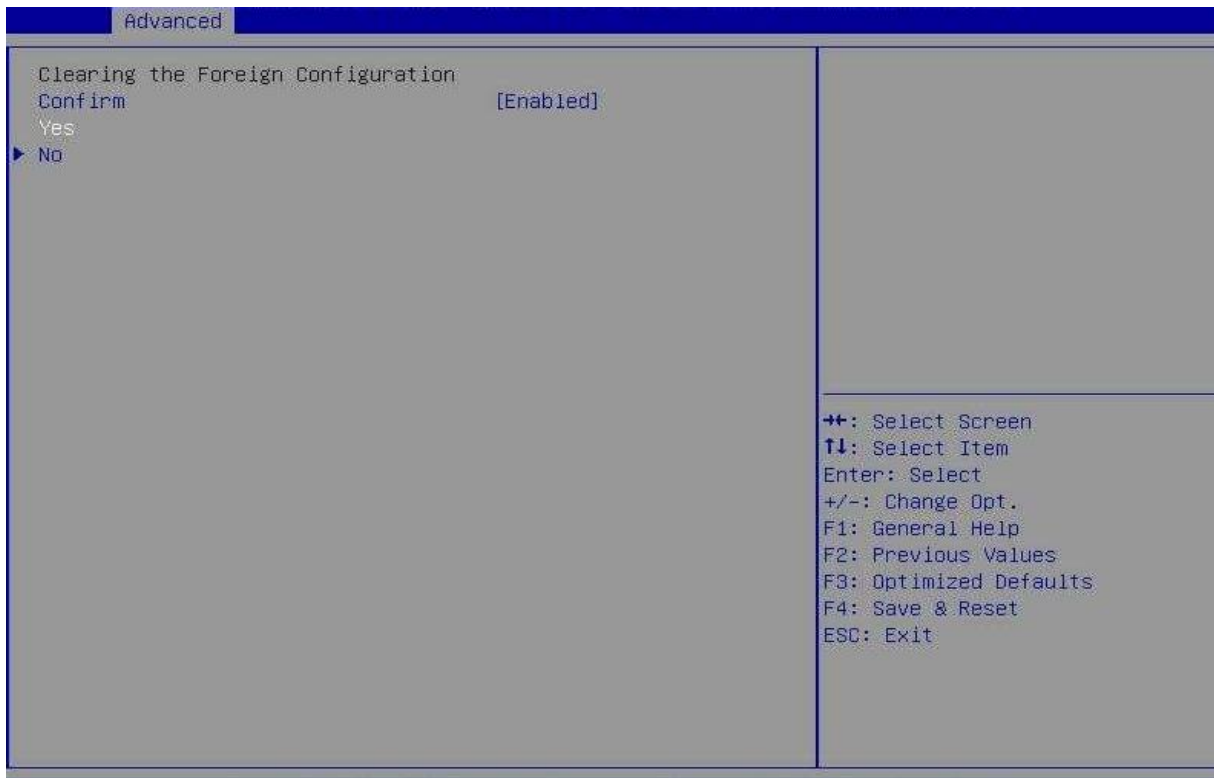 Advanced
Clearing the Foreign Configuration
Confirm [Enabled]
Yes
► No
→←: Select Screen
↑↓: Select Item
Enter: Select
+/-: Change Opt.
F1: General Help
F2: Previous Values
F3: Optimized Defaults
F4: Save & Reset
ESC: Exit